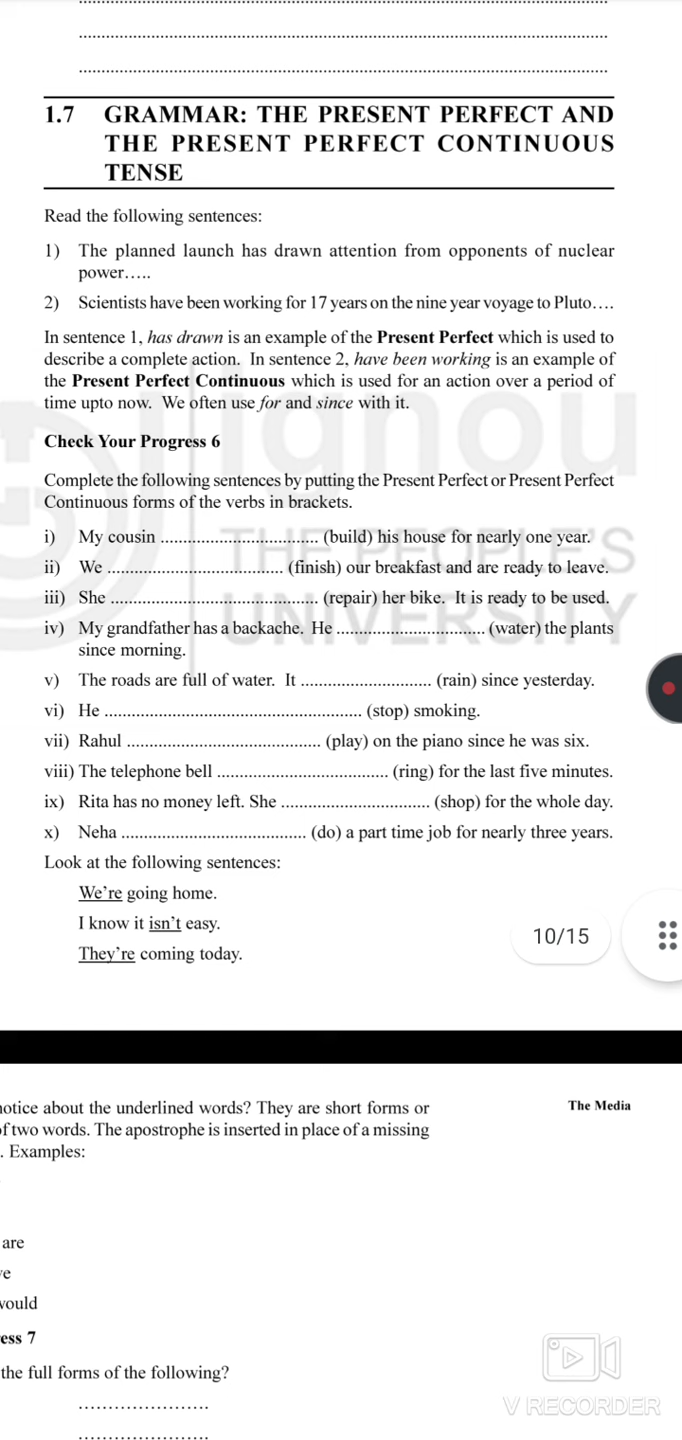 1.7 GRAMMAR: THE PRESENT PERFECT AND
THE PRESENT PERFECT CONTINUOUS
TENSE
Read the following sentences:
1) The planned launch has drawn attention from opponents of nuclear
power…..
2) Scientists have been working for 17 years on the nine year voyage to Pluto….
In sentence 1, has drawn is an example of the Present Perfect which is used to
describe a complete action. In sentence 2, have been working is an example of
the Present Perfect Continuous which is used for an action over a period of
time upto now. We often use for and since with it.
Check Your Progress 6
Complete the following sentences by putting the Present Perfect or Present Perfect
Continuous forms of the verbs in brackets.
i) My cousin .................................. (build) his house for nearly one year.
ii) We ....................................... (finish) our breakfast and are ready to leave.
iii) She .............................................. (repair) her bike. It is ready to be used.
iv) My grandfather has a backache. He ................................. (water) the plants
since morning.
v) The roads are full of water. It ............................. (rain) since yesterday.
vi) He ......................................................... (stop) smoking.
vii) Rahul ........................................... (play) on the piano since he was six.
viii) The telephone bell ...................................... (ring) for the last five minutes.
ix) Rita has no money left. She ................................. (shop) for the whole day.
x) Neha ......................................... (do) a part time job for nearly three years.
Look at the following sentences:
We’re going home.
I know it isn’t easy.
They’re coming today.
10/15
ignou
THE PEOPLE'S
UNIVERSITY
The Media
notice about the underlined words? They are short forms or
of two words. The apostrophe is inserted in place of a missing
. Examples:
are
would
ess 7
the full forms of the following?
......................
......................
V RECORDER